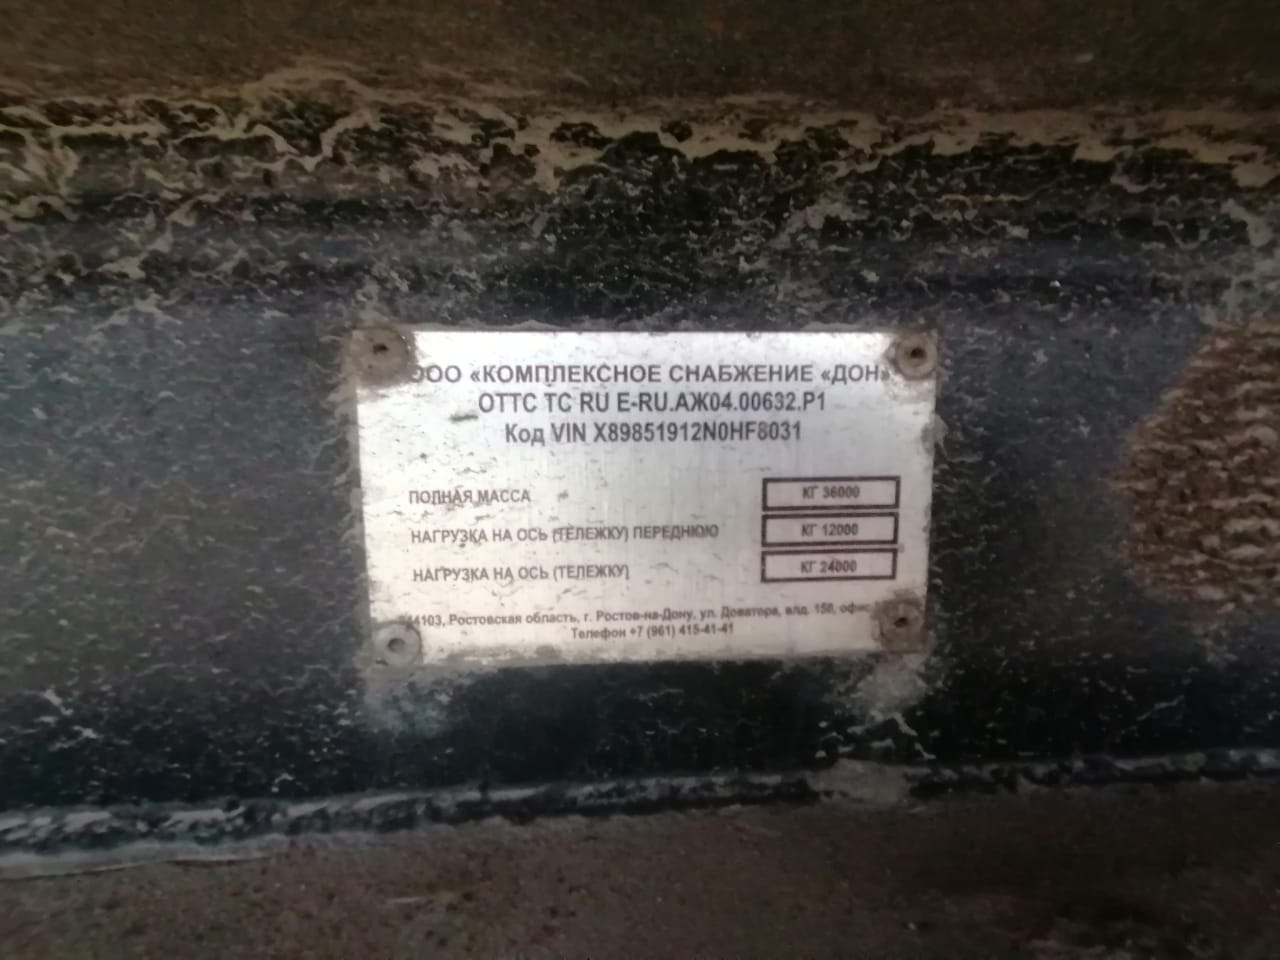 ООО «КОМПЛЕКСНОЕ СНАБЖЕНИЕ «ДОН»
ОТТС ТС RU E-RU.АЖ04.00632.Р1
Код VIN X89851912N0HF8031
ПОЛНАЯ МАССА КГ 36000
НАГРУЗКА НА ОСЬ (ТЕЛЕЖКУ) ПЕРЕДНЮЮ КГ 12000
НАГРУЗКА НА ОСЬ (ТЕЛЕЖКУ) КГ 24000
Ростовская область, г. Ростов-на-Дону, ул. Доватора, влд. 158, офис
Телефон +7 (961) 415-41-41